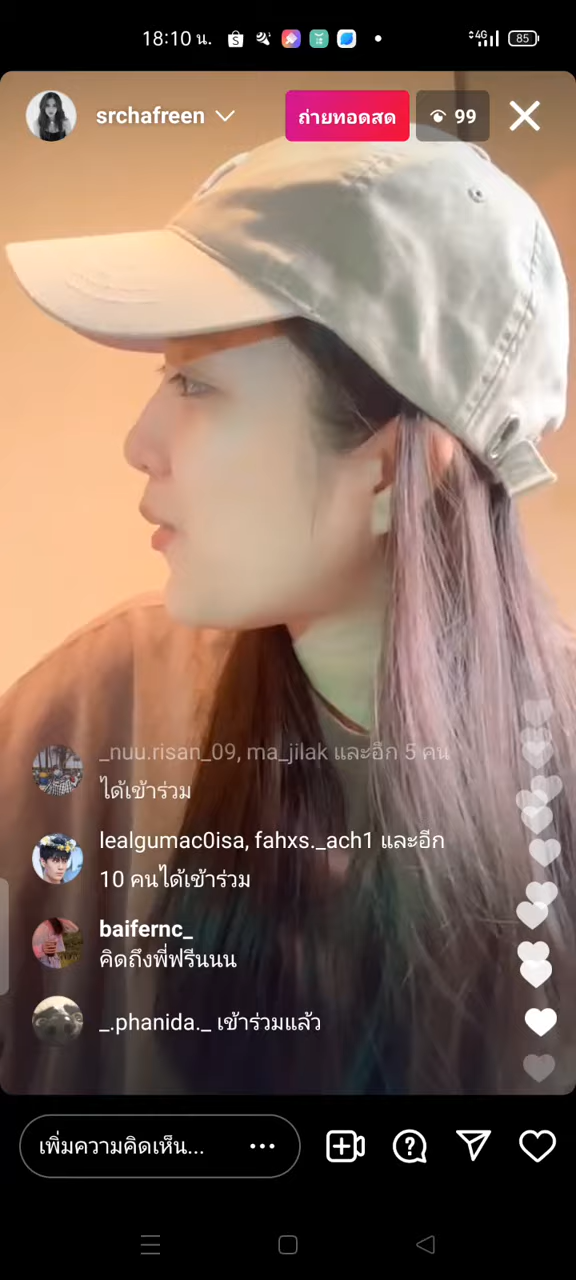 18:10 น.
4G
85
srchafreen
ถ่ายทอดสด
99
_nuu.risan_09, ma_jilak และอีก 5 คน
ได้เข้าร่วม
lealgumac0isa, fahxs._ach1 และอีก
10 คนได้เข้าร่วม
baifernc_
คิดถึงพี่ฟรีนนน
_.phanida._ เข้าร่วมแล้ว
เพิ่มความคิดเห็น...